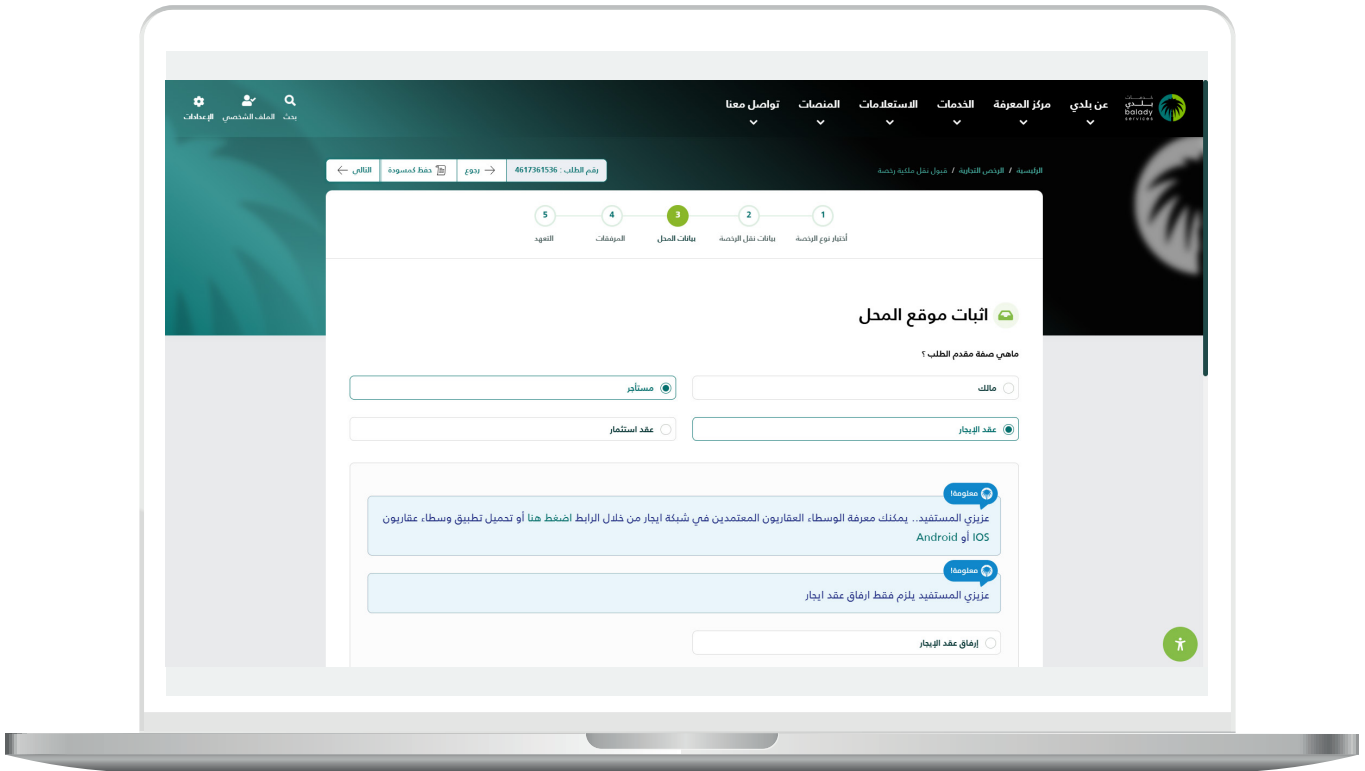 خدمــــات
بــلــدي
balady
services
عن بلدي
مركز المعرفة
الخدمات
الاستعلامات
المنصات
تواصل معنا
بحث
الملف الشخصي
الإعدادات
الرئيسية / الرخص التجارية / قبول نقل ملكية رخصة
رقم الطلب : 4617361536
رجوع
حفظ كمسودة
التالي
1
2
3
4
5
أختيار نوع الرخصة
بيانات نقل الرخصة
بيانات المحل
المرفقات
التعهد
اثبات موقع المحل
ماهي صفة مقدم الطلب ؟
مالك
مستأجر
عقد الإيجار
عقد استثمار
معلومة!
عزيزي المستفيد.. يمكنك معرفة الوسطاء العقاريون المعتمدين في شبكة ايجار من خلال الرابط اضغط هنا أو تحميل تطبيق وسطاء عقاريون
IOS أو Android
معلومة!
عزيزي المستفيد يلزم فقط ارفاق عقد ايجار
إرفاق عقد الإيجار